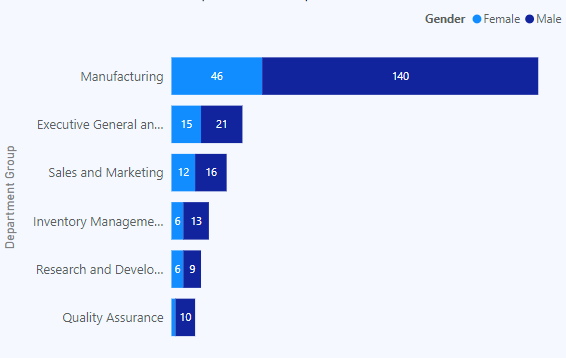 Gender Female Male
Manufacturing 46 140
Executive General an... 15 21
Sales and Marketing 12 16
Inventory Manageme... 6 13
Research and Develo... 6 9
Quality Assurance 10
Department Group